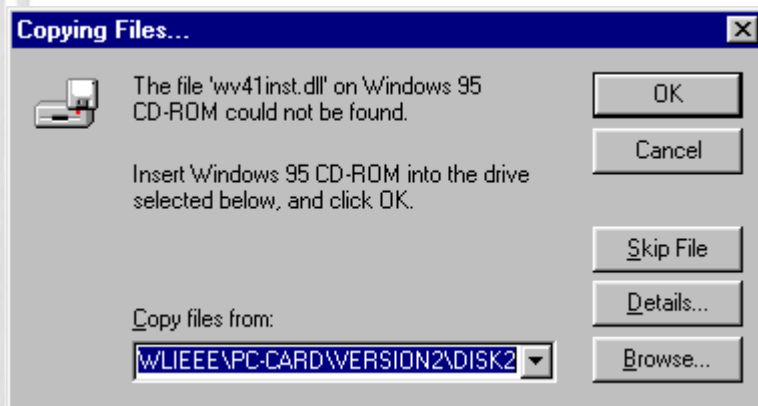 Copying Files...
The file 'wv41inst.dll' on Windows 95
CD-ROM could not be found.
Insert Windows 95 CD-ROM into the drive
selected below, and click OK.
Copy files from:
WLIEEE\PC-CARD\VERSION2\DISK2
OK
Cancel
Skip File
Details...
Browse...